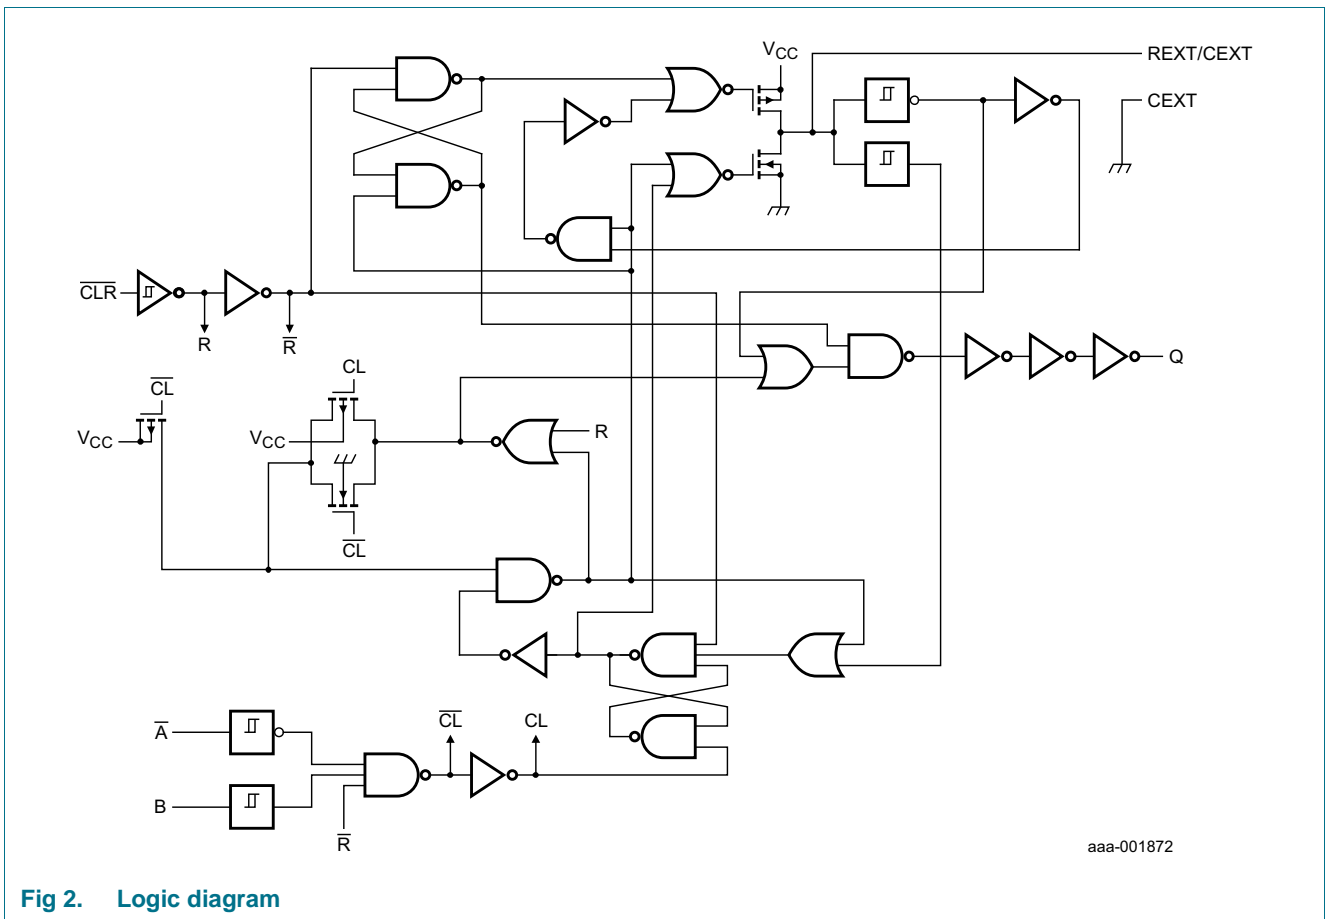 VCC
REXT/CEXT
CEXT
CLR
R
R
CL
CL
VCC
VCC
R
Q
CL
A
CL
CL
B
R
aaa-001872
Fig 2. Logic diagram